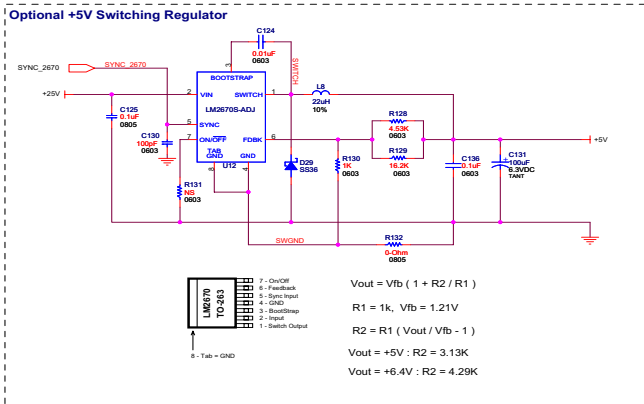 Optional +5V Switching Regulator
C124
0.01uF
0603
SYNC_2670
SYNC_2670
SWITCH
3
BOOTSTRAP
L8
22uH
10%
+25V
2
VIN
SWITCH
1
LM2670S-ADJ
C125
0.1uF
0805
R128
4.53K
0603
5
SYNC
C130
100pF
0603
7
ON/OFF
FDBK
6
+5V
TAB
GND
GND
8
U12
4
R129
16.2K
0603
D29
SS36
R130
1K
0603
C136
0.1uF
0603
C131
100uF
6.3VDC
TANT
+
R131
NS
0603
SWGND
R132
0-Ohm
0805
LM2670
TO-263
7 - On/Off
6 - Feedback
5 - Sync Input
4 - GND
3 - BootStrap
2 - Input
1 - Switch Output
8 - Tab = GND
Vout = Vfb ( 1 + R2 / R1 )
R1 = 1k, Vfb = 1.21V
R2 = R1 ( Vout / Vfb - 1 )
Vout = +5V : R2 = 3.13K
Vout = +6.4V : R2 = 4.29K